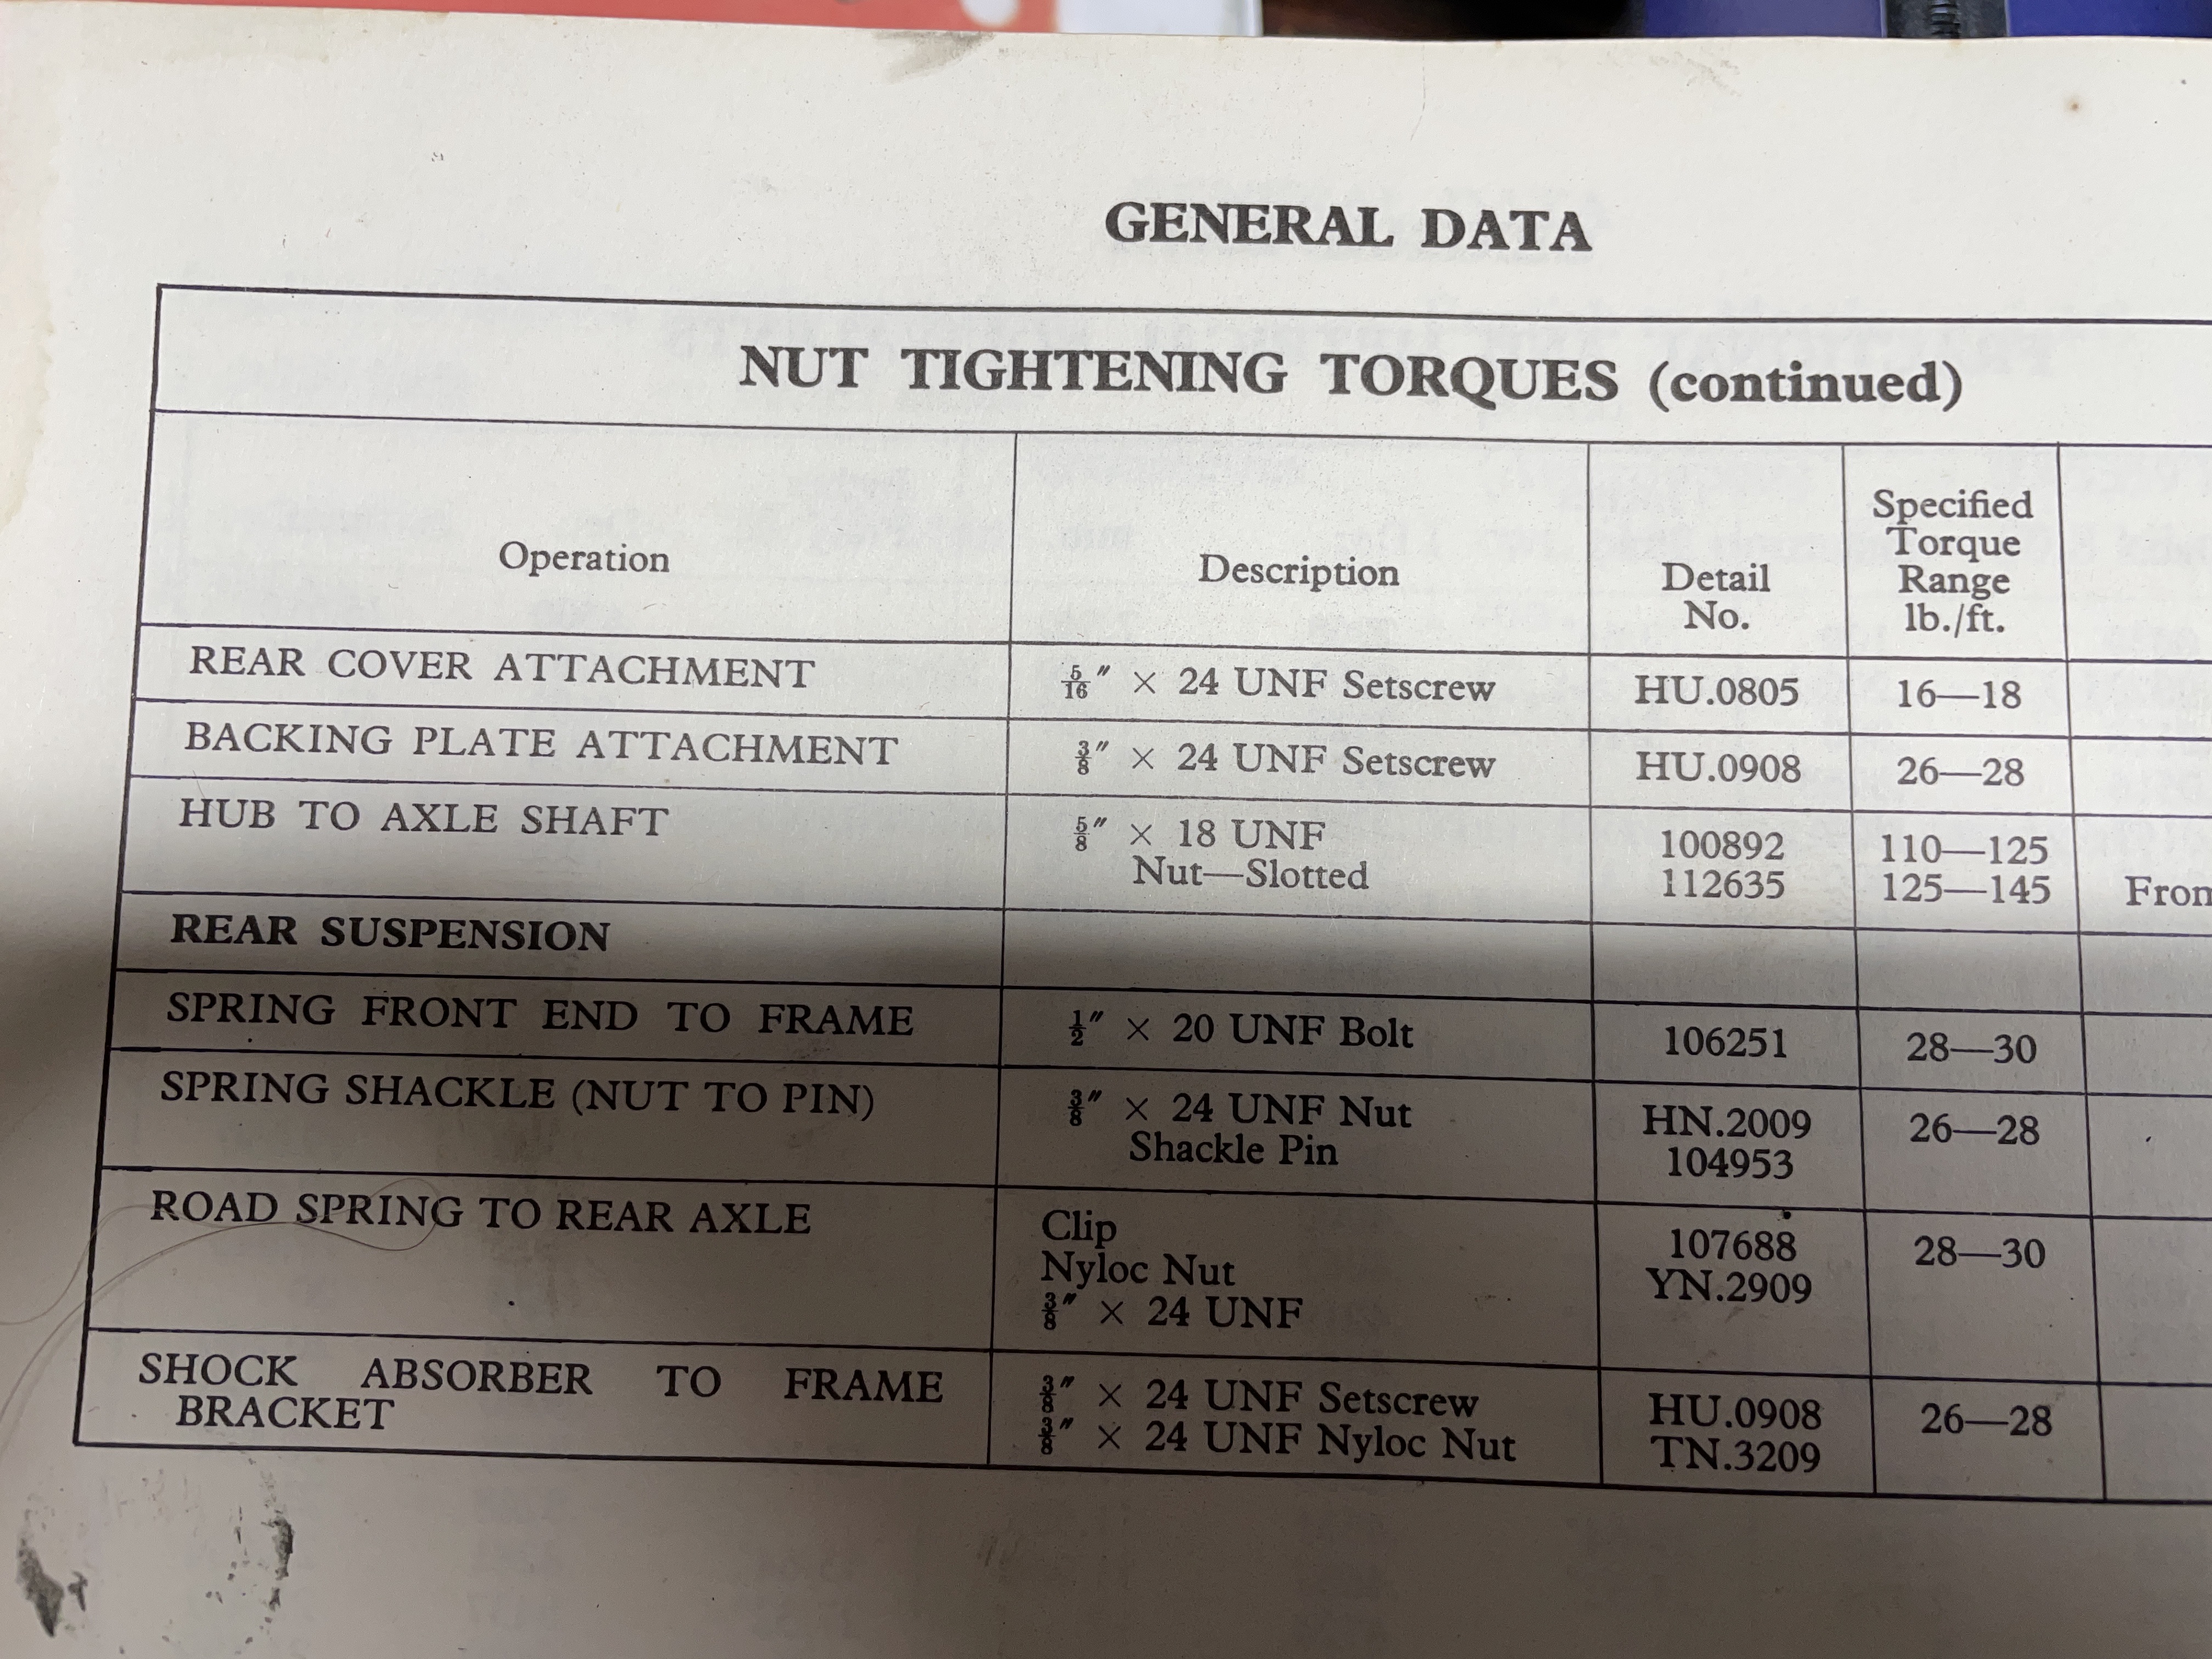 GENERAL DATA
NUT TIGHTENING TORQUES (continued)
Operation
Description
Detail
No.
Specified
Torque
Range
lb./ft.
REAR COVER ATTACHMENT
5/16″ × 24 UNF Setscrew
HU.0805
16—18
BACKING PLATE ATTACHMENT
3/8″ × 24 UNF Setscrew
HU.0908
26—28
HUB TO AXLE SHAFT
5/8″ × 18 UNF
Nut—Slotted
100892
112635
110—125
125—145
REAR SUSPENSION
SPRING FRONT END TO FRAME
1/2″ × 20 UNF Bolt
106251
28—30
SPRING SHACKLE (NUT TO PIN)
3/8″ × 24 UNF Nut
Shackle Pin
HN.2009
104953
26—28
ROAD SPRING TO REAR AXLE
Clip
Nyloc Nut
3/8″ × 24 UNF
107688
YN.2909
28—30
SHOCK ABSORBER TO FRAME
BRACKET
3/8″ × 24 UNF Setscrew
3/8″ × 24 UNF Nyloc Nut
HU.0908
TN.3209
26—28